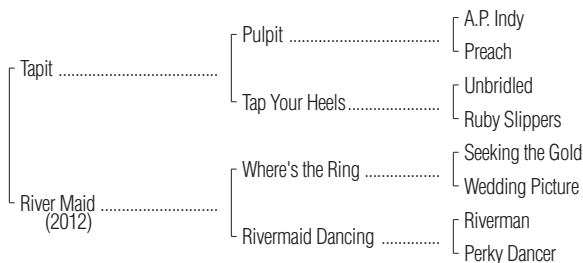 Tapit ......................................
River Maid ...........................
(2012)
Pulpit ....................................
Tap Your Heels.......................
Where's the Ring ..................
Rivermaid Dancing ..............
A.P. Indy
Preach
Unbridled
Ruby Slippers
Seeking the Gold
Wedding Picture
Riverman
Perky Dancer